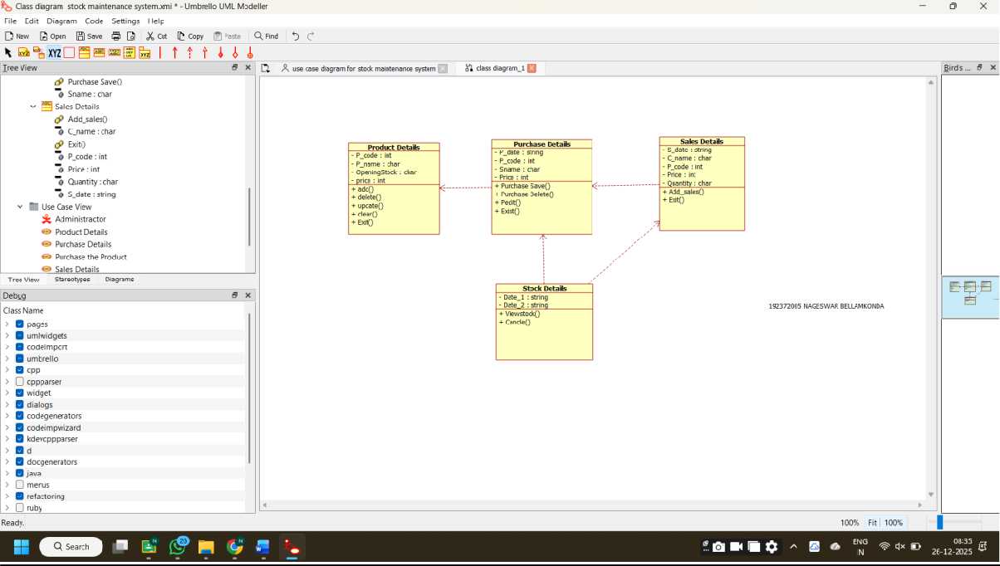 Class diagram stock maintenance system.xmi * - Umbrello UML Modeller
File Edit Diagram Code Settings Help
New Open Save Cut Copy Paste Find
XYZ
Tree View
use case diagram for stock maintenance system
class diagram_1
Bird's ...
Purchase Save()
Sname : char
Sales Details
Add_sales()
C_name : char
Exit()
P_code : int
Price : int
Quantity : char
S_date : string
Use Case View
Administractor
Product Details
Purchase Details
Purchase the Product
Sales Details
Tree View Stereotypes Diagrams
Debug
Class Name
pages
umlwidgets
codeimport
umbrello
cpp
cppparser
widget
dialogs
codegenerators
codeimpwizard
kdevcppparser
d
docgenerators
java
menus
refactoring
ruby
Product Details
- P_code : int
- P_name : char
- OpeningStock : char
- price : int
+ add()
+ delete()
+ update()
+ clear()
+ Exit()
Purchase Details
- P_date : string
- P_code : int
- Sname : char
- Price : int
+ Purchase Save()
+ Purchase Delete()
+ Pedit()
+ Exist()
Sales Details
- S_date : string
- C_name : char
- P_code : int
- Price : int
- Quantity : char
+ Add_sales()
+ Exit()
Stock Details
- Date_1 : string
- Date_2 : string
+ Viewstock()
+ Cancle()
192372005 NAGESWAR BELLAMKONDA
Ready.
100% Fit 100%
Search
23
ENG
IN
08:35
26-12-2025